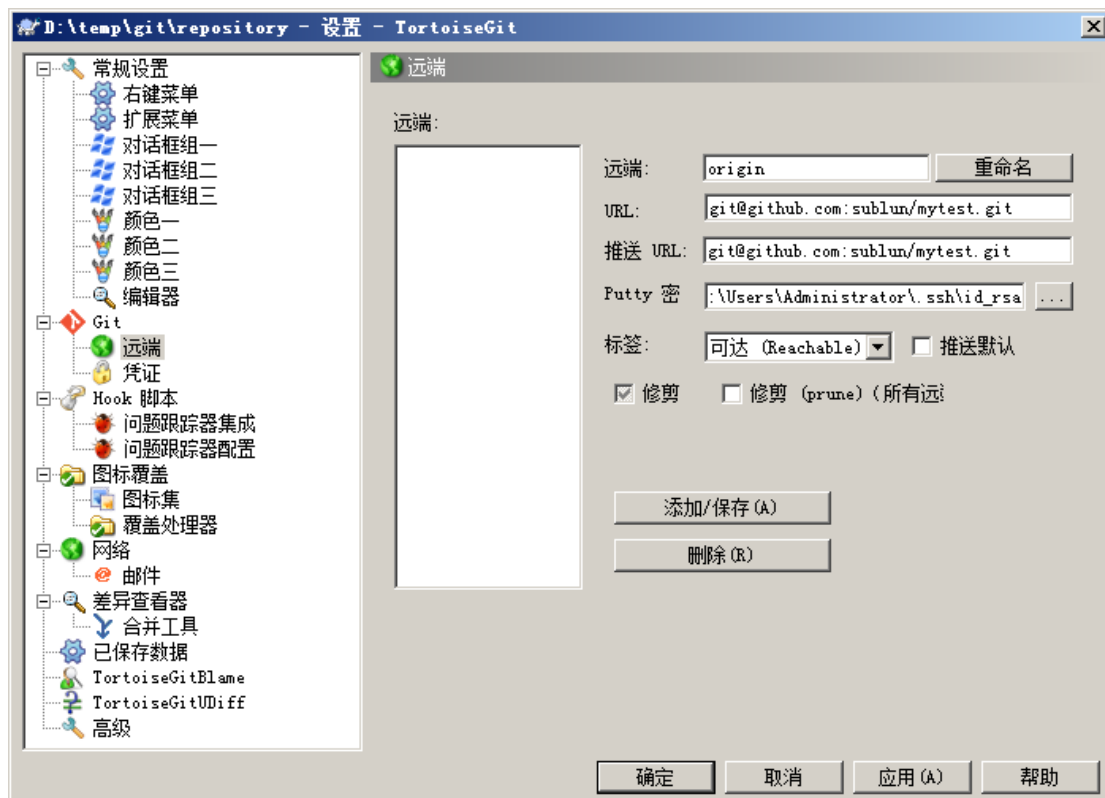 D:\temp\git\repository - 设置 - TortoiseGit
常规设置
右键菜单
扩展菜单
对话框组一
对话框组二
对话框组三
颜色一
颜色二
颜色三
编辑器
Git
远端
凭证
Hook 脚本
问题跟踪器集成
问题跟踪器配置
图标覆盖
图标集
覆盖处理器
网络
邮件
差异查看器
合并工具
已保存数据
TortoiseGitBlame
TortoiseGitUDiff
高级
远端
远端:
远端: origin 重命名
URL: git@github.com:sublun/mytest.git
推送 URL: git@github.com:sublun/mytest.git
Putty 密 :\Users\Administrator\.ssh\id_rsa ...
标签: 可达 (Reachable) 推送默认
修剪 修剪 (prune) (所有远
添加/保存(A)
删除(R)
确定 取消 应用(A) 帮助